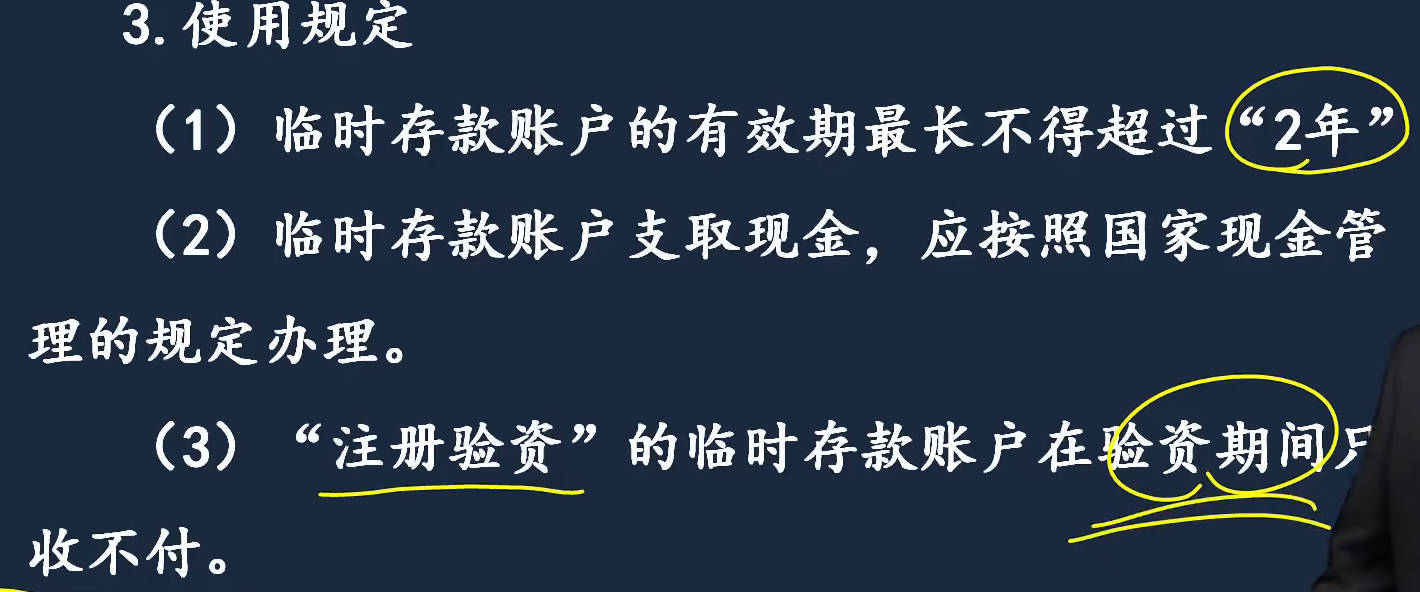 3.使用规定
（1）临时存款账户的有效期最长不得超过“2年”
（2）临时存款账户支取现金，应按照国家现金管
理的规定办理。
（3）“注册验资”的临时存款账户在验资期间只
收不付。